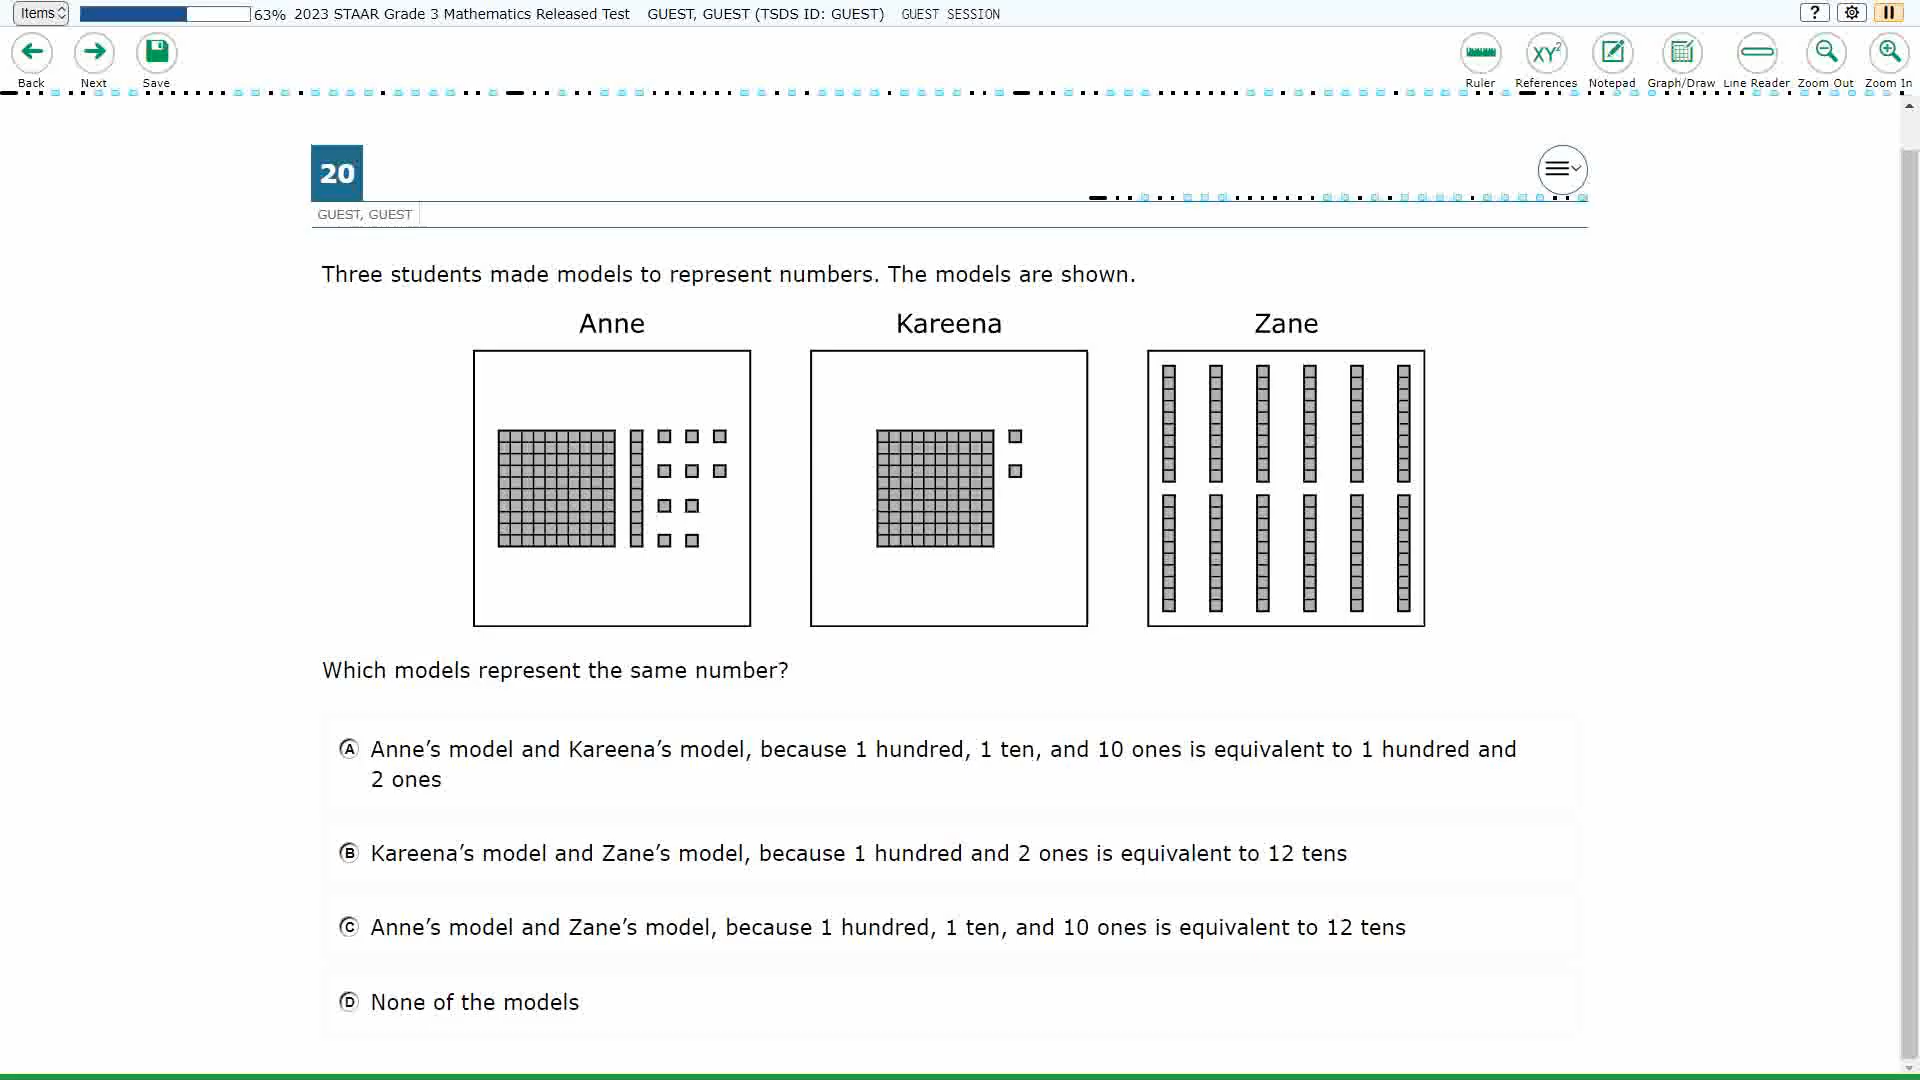 Items 63% 2023 STAAR Grade 3 Mathematics Released Test GUEST, GUEST (TSDS ID: GUEST) GUEST SESSION ?
Back Next Save XY² Ruler References Notepad Graph/Draw Line Reader Zoom Out Zoom In
20
GUEST, GUEST
Three students made models to represent numbers. The models are shown.
Anne Kareena Zane
Which models represent the same number?
A Anne’s model and Kareena’s model, because 1 hundred, 1 ten, and 10 ones is equivalent to 1 hundred and
2 ones
B Kareena’s model and Zane’s model, because 1 hundred and 2 ones is equivalent to 12 tens
C Anne’s model and Zane’s model, because 1 hundred, 1 ten, and 10 ones is equivalent to 12 tens
D None of the models